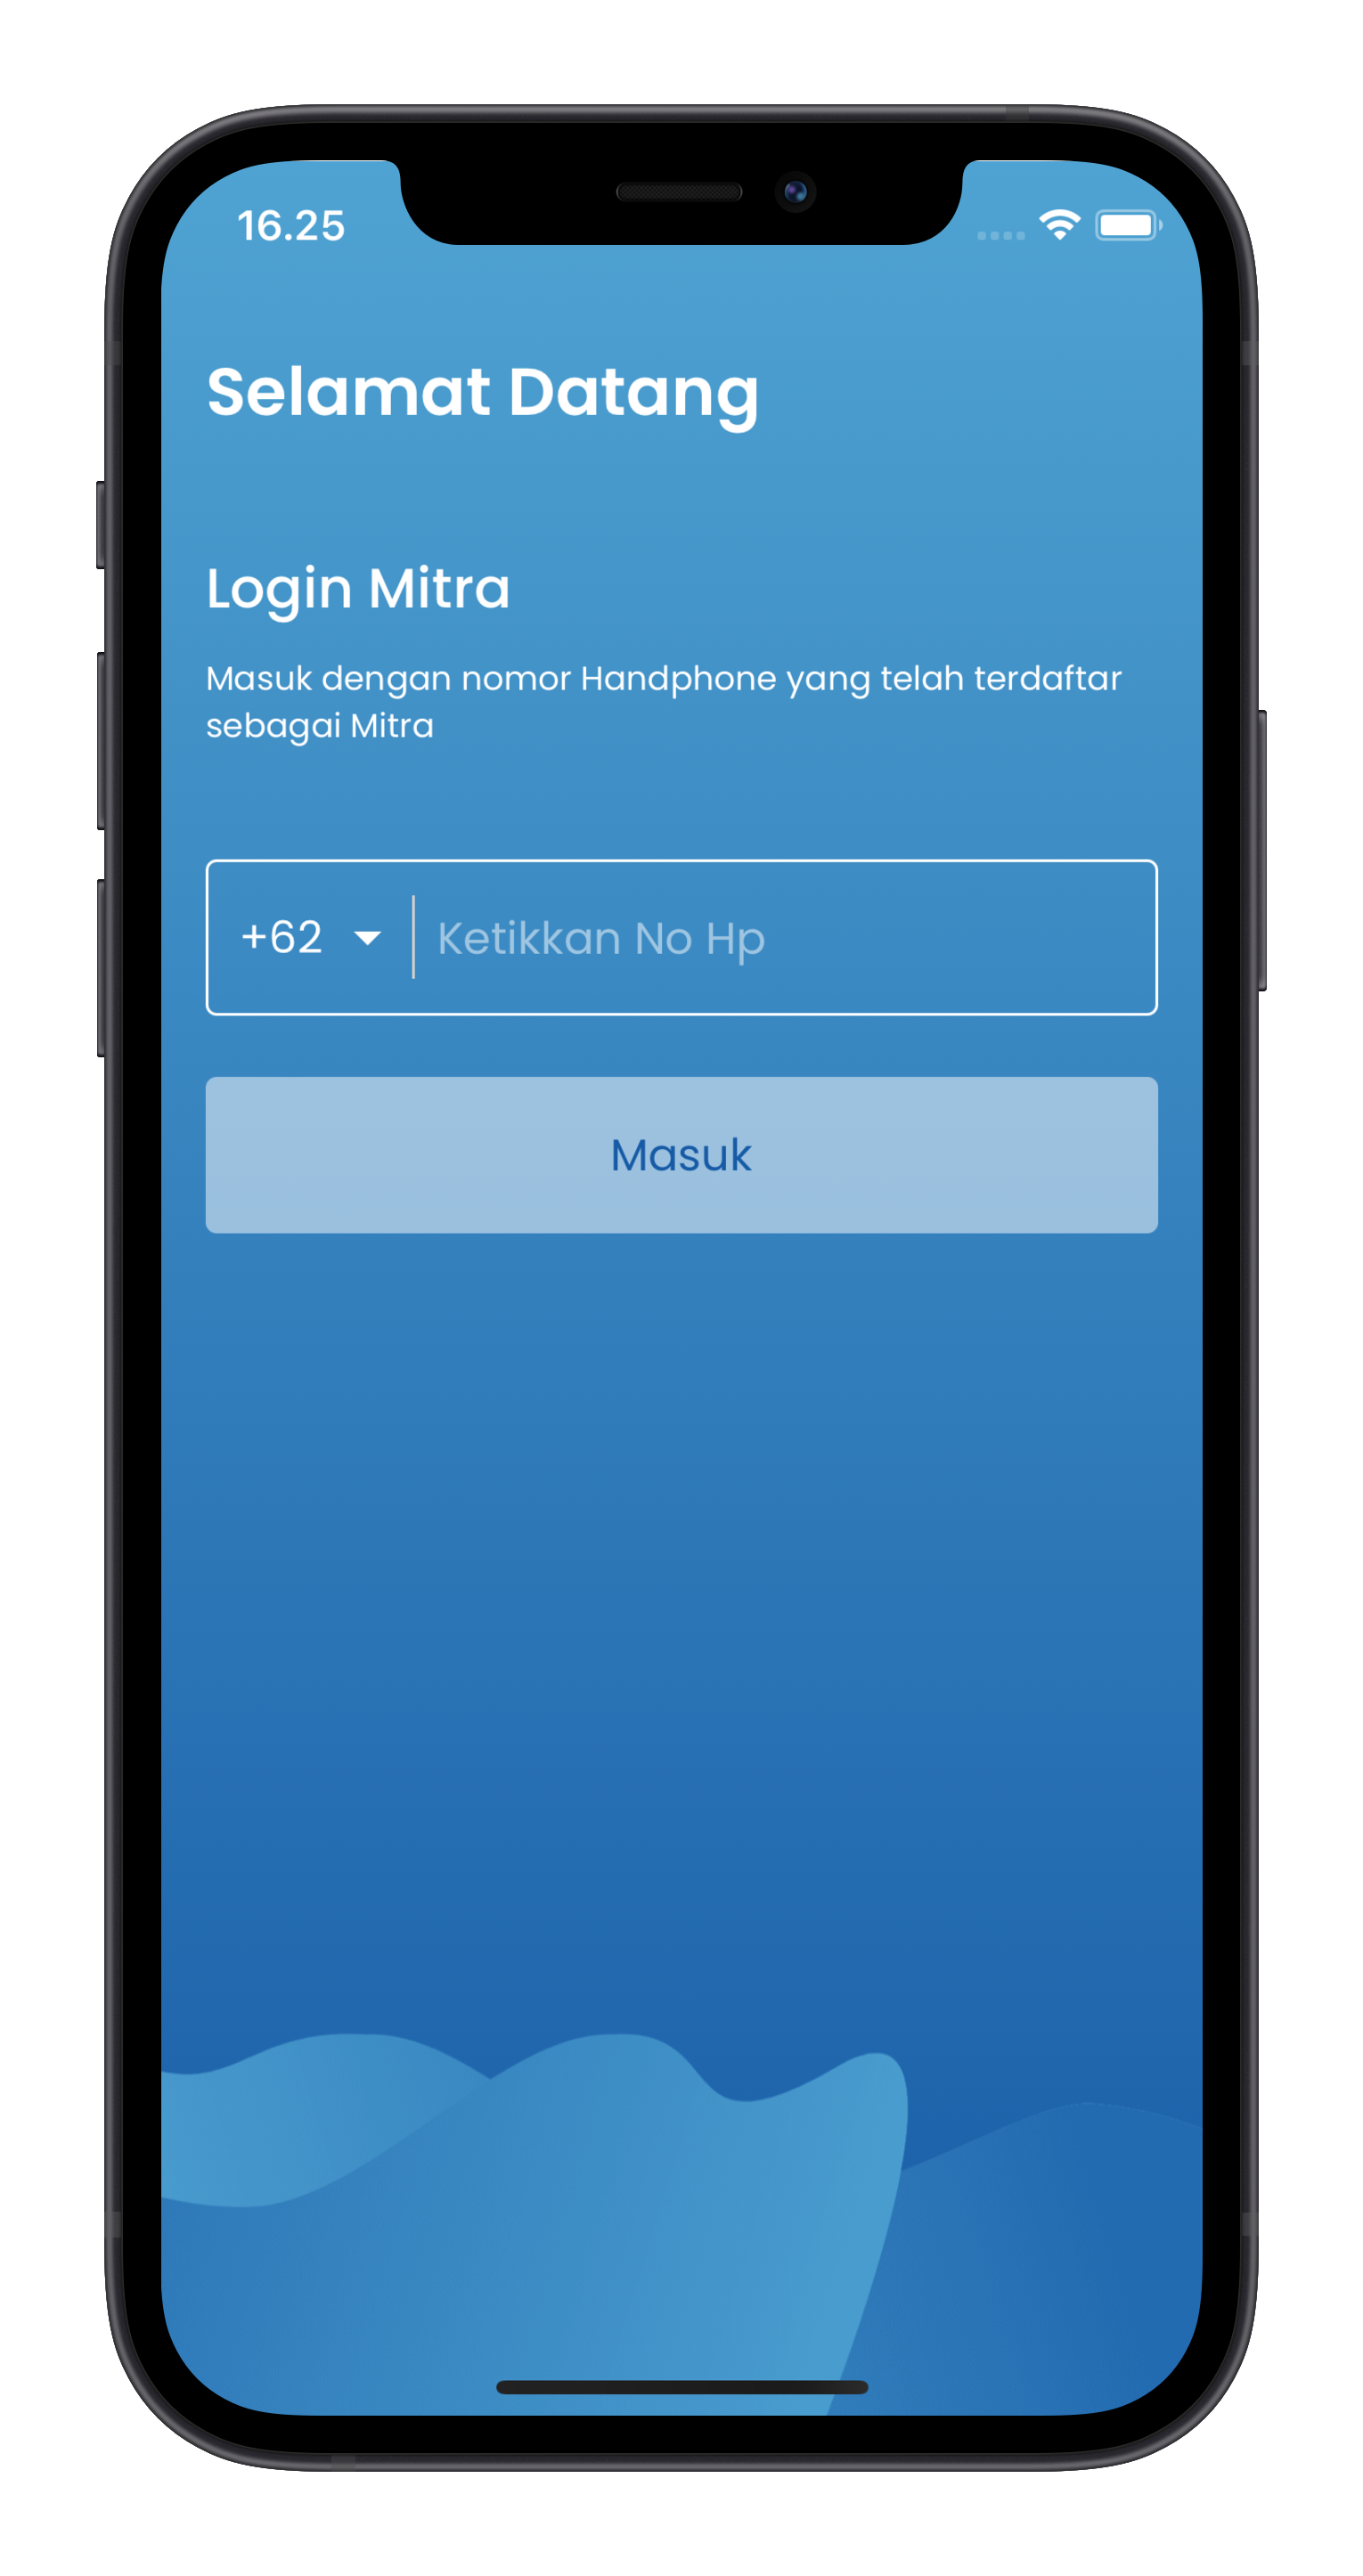 16.25
Selamat Datang
Login Mitra
Masuk dengan nomor Handphone yang telah terdaftar
sebagai Mitra
+62 Ketikkan No Hp
Masuk